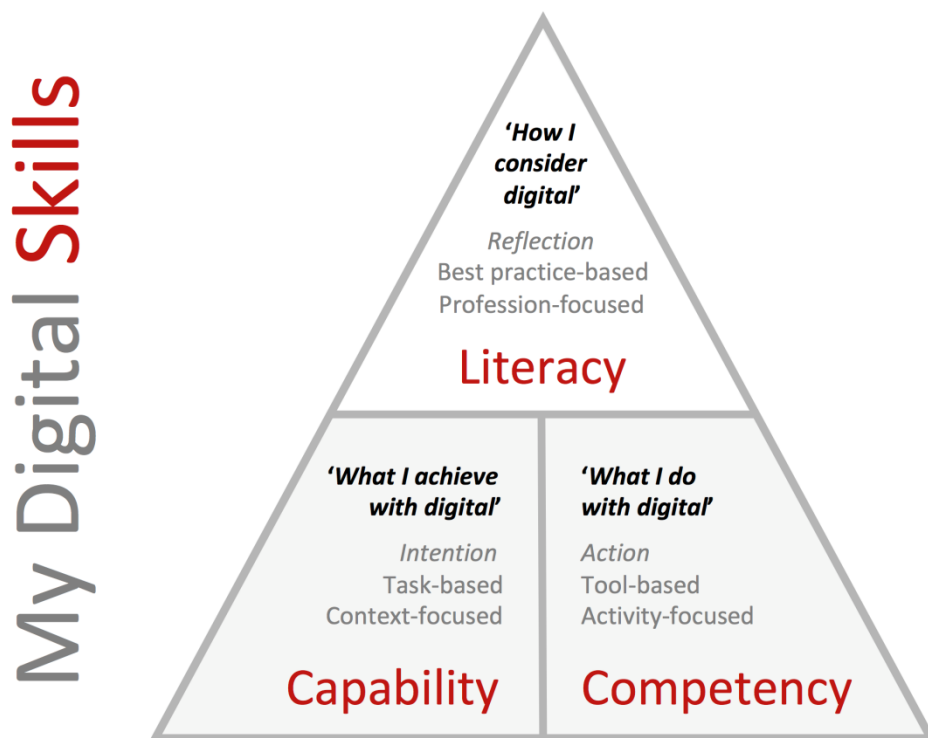 My Digital Skills
‘How I
consider
digital’
Reflection
Best practice-based
Profession-focused
Literacy
‘What I achieve
with digital’
Intention
Task-based
Context-focused
Capability
‘What I do
with digital’
Action
Tool-based
Activity-focused
Competency